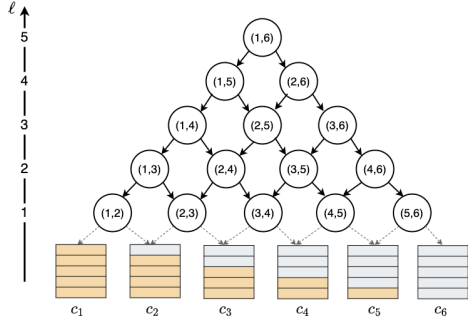 ℓ
5 (1,6)
4 (1,5) (2,6)
3 (1,4) (2,5) (3,6)
2 (1,3) (2,4) (3,5) (4,6)
1 (1,2) (2,3) (3,4) (4,5) (5,6)
c₁ c₂ c₃ c₄ c₅ c₆